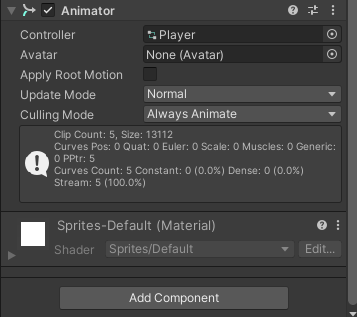 Animator
Controller Player
Avatar None (Avatar)
Apply Root Motion
Update Mode Normal
Culling Mode Always Animate
Clip Count: 5, Size: 13112
Curves Pos: 0 Quat: 0 Euler: 0 Scale: 0 Muscles: 0 Generic:
0 PPtr: 5
Curves Count: 5 Constant: 0 (0.0%) Dense: 0 (0.0%)
Stream: 5 (100.0%)
Sprites-Default (Material)
Shader Sprites/Default Edit...
Add Component